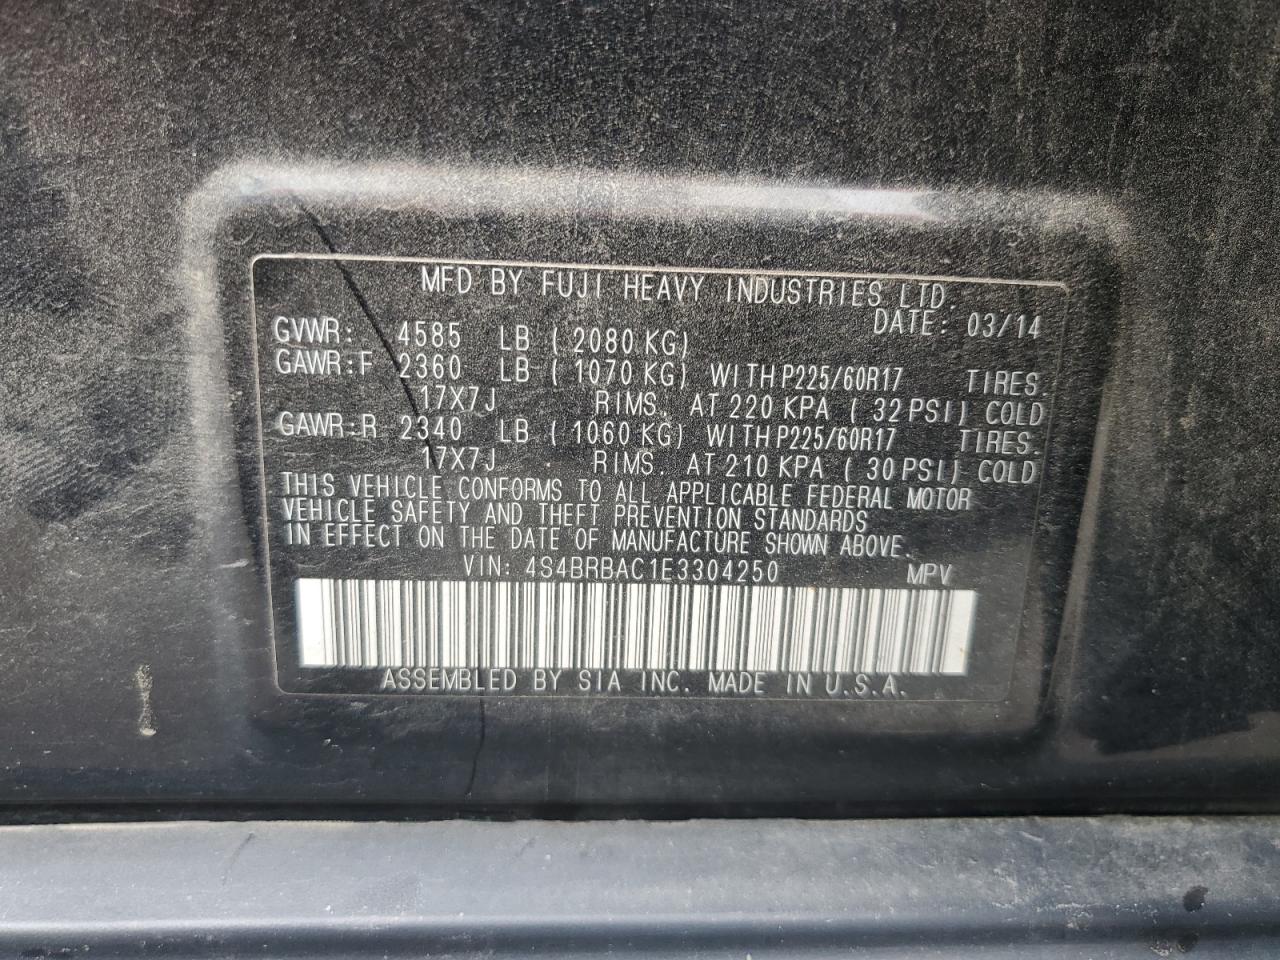 MFD BY FUJI HEAVY INDUSTRIES LTD.
DATE: 03/14
GVWR: 4585 LB ( 2080 KG)
GAWR:F 2360 LB ( 1070 KG) WITH P225/60R17 TIRES.
17X7J RIMS. AT 220 KPA ( 32 PSI) COLD
GAWR:R 2340 LB ( 1060 KG) WITH P225/60R17 TIRES.
17X7J RIMS. AT 210 KPA ( 30 PSI) COLD
THIS VEHICLE CONFORMS TO ALL APPLICABLE FEDERAL MOTOR
VEHICLE SAFETY AND THEFT PREVENTION STANDARDS
IN EFFECT ON THE DATE OF MANUFACTURE SHOWN ABOVE.
VIN: 4S4BRBAC1E3304250 MPV
ASSEMBLED BY SIA INC. MADE IN U.S.A.